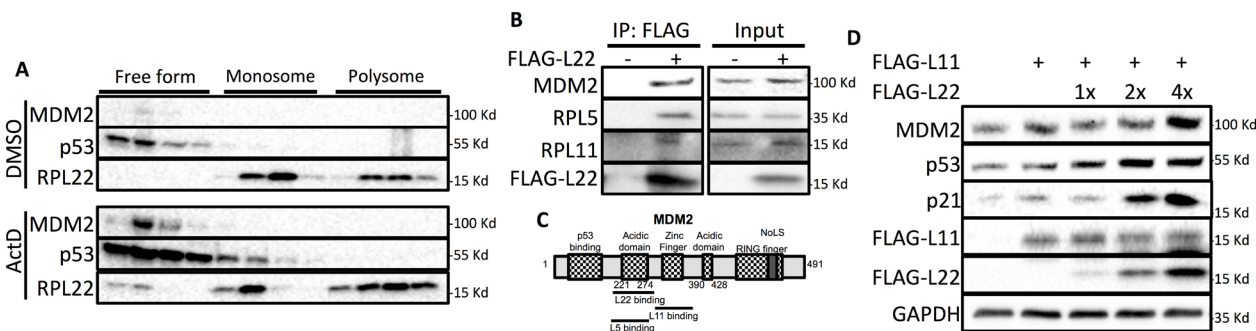 A
Free form Monosome Polysome
DMSO
MDM2 -100 Kd
p53 -55 Kd
RPL22 -15 Kd
ActD
MDM2 -100 Kd
p53 -55 Kd
RPL22 -15 Kd
B
IP: FLAG Input
FLAG-L22 - + - +
MDM2 -100 Kd
RPL5 -35 Kd
RPL11
FLAG-L22 -15 Kd
C
MDM2
p53 binding
Acidic domain
Zinc Finger
Acidic domain
RING finger
NoLS
1 491
221 274 390 428
L22 binding
L11 binding
L5 binding
D
FLAG-L11 + + + +
FLAG-L22 1x 2x 4x
MDM2 -100 Kd
p53 -55 Kd
p21 -15 Kd
FLAG-L11 -15 Kd
FLAG-L22 -15 Kd
GAPDH -35 Kd